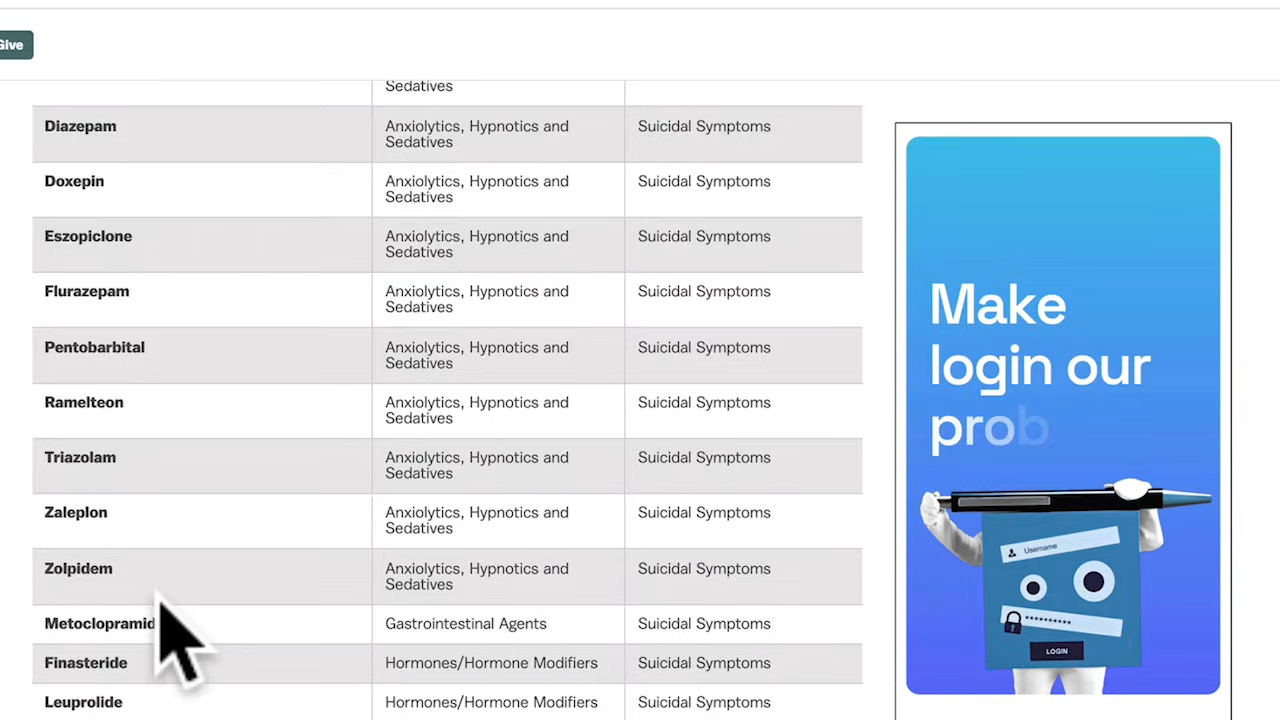 Give
Sedatives
Diazepam
Anxiolytics, Hypnotics and
Sedatives
Suicidal Symptoms
Doxepin
Anxiolytics, Hypnotics and
Sedatives
Suicidal Symptoms
Eszopiclone
Anxiolytics, Hypnotics and
Sedatives
Suicidal Symptoms
Flurazepam
Anxiolytics, Hypnotics and
Sedatives
Suicidal Symptoms
Pentobarbital
Anxiolytics, Hypnotics and
Sedatives
Suicidal Symptoms
Ramelteon
Anxiolytics, Hypnotics and
Sedatives
Suicidal Symptoms
Triazolam
Anxiolytics, Hypnotics and
Sedatives
Suicidal Symptoms
Zaleplon
Anxiolytics, Hypnotics and
Sedatives
Suicidal Symptoms
Zolpidem
Anxiolytics, Hypnotics and
Sedatives
Suicidal Symptoms
Metoclopramid
Gastrointestinal Agents
Suicidal Symptoms
Finasteride
Hormones/Hormone Modifiers
Suicidal Symptoms
Leuprolide
Hormones/Hormone Modifiers
Suicidal Symptoms
Make
login our
prob
Username
**********
LOGIN